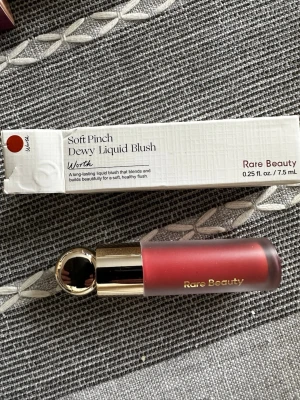 Worth
Soft Pinch
Dewy Liquid Blush
Worth
A long-lasting liquid blush that blends and
builds beautifully for a soft, healthy flush
Rare Beauty
0.25 fl. oz. / 7.5 mL
Rare Beauty